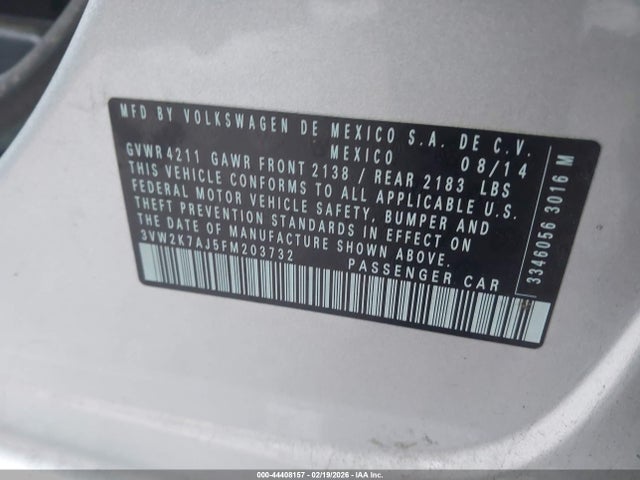 MFD BY VOLKSWAGEN DE MEXICO S.A. DE C.V.
MEXICO 08/14
GVWR 4211 GAWR FRONT 2138 / REAR 2183 LBS
THIS VEHICLE CONFORMS TO ALL APPLICABLE U.S.
FEDERAL MOTOR VEHICLE SAFETY, BUMPER AND
THEFT PREVENTION STANDARDS IN EFFECT ON
THE DATE OF MANUFACTURE SHOWN ABOVE.
3VW2K7AJ5FM203732 PASSENGER CAR
3346056 3016 M
000-44408157 - 02/19/2026 - IAA Inc.